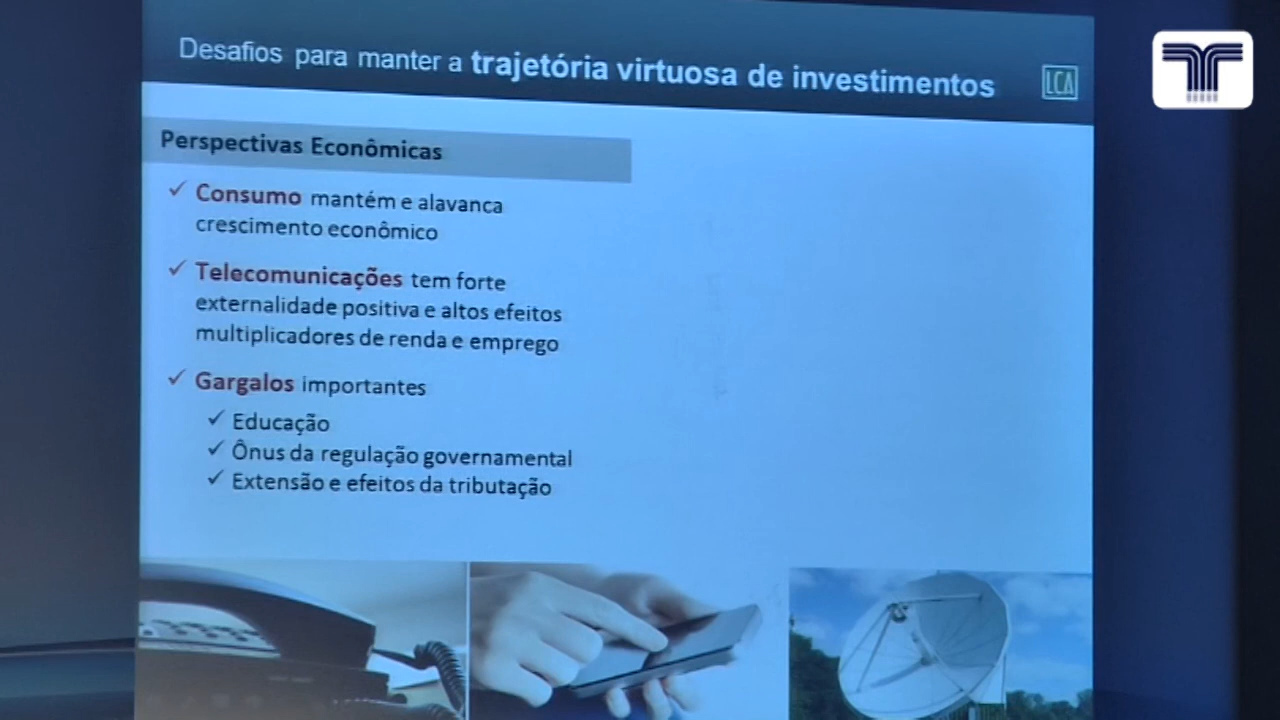 Desafios para manter a trajetória virtuosa de investimentos
LCA
Perspectivas Econômicas
Consumo mantém e alavanca
crescimento econômico
Telecomunicações tem forte
externalidade positiva e altos efeitos
multiplicadores de renda e emprego
Gargalos importantes
Educação
Ônus da regulação governamental
Extensão e efeitos da tributação